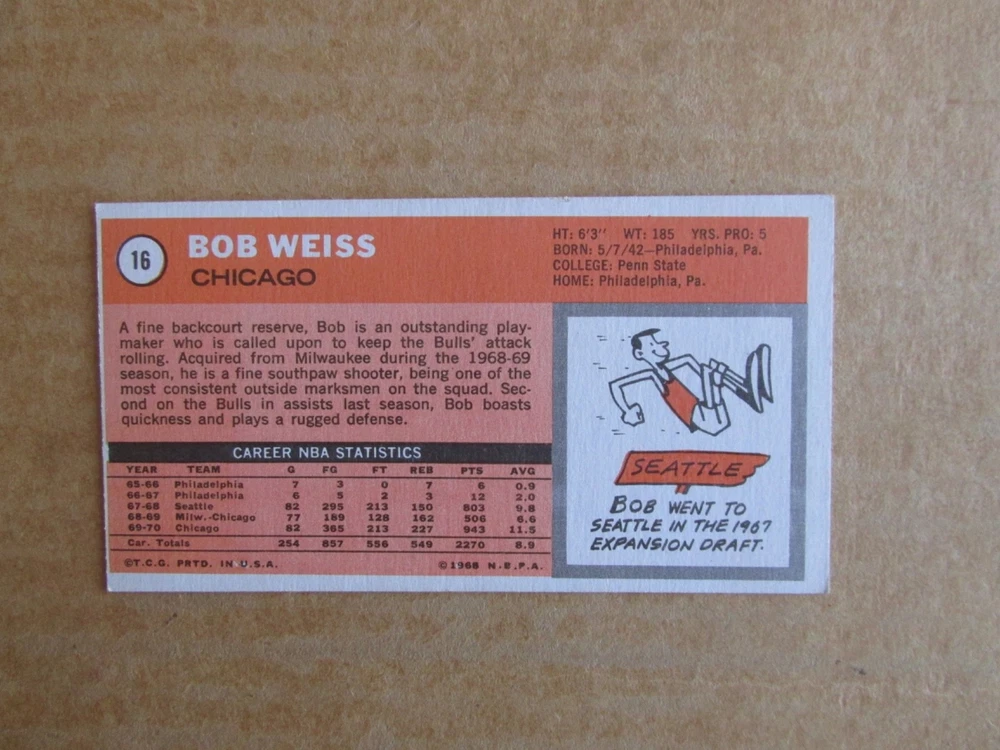 16
BOB WEISS
CHICAGO
HT: 6'3'' WT: 185 YRS. PRO: 5
BORN: 5/7/42—Philadelphia, Pa.
COLLEGE: Penn State
HOME: Philadelphia, Pa.
A fine backcourt reserve, Bob is an outstanding play-
maker who is called upon to keep the Bulls' attack
rolling. Acquired from Milwaukee during the 1968-69
season, he is a fine southpaw shooter, being one of the
most consistent outside marksmen on the squad. Sec-
ond on the Bulls in assists last season, Bob boasts
quickness and plays a rugged defense.
CAREER NBA STATISTICS
YEAR TEAM G FG FT REB PTS AVG
65-66 Philadelphia 7 3 0 7 6 0.9
66-67 Philadelphia 6 5 2 3 12 2.0
67-68 Seattle 82 295 213 150 803 9.8
68-69 Milw.-Chicago 77 189 128 162 506 6.6
69-70 Chicago 82 365 213 227 943 11.5
Car. Totals 254 857 556 549 2270 8.9
©T.C.G. PRTD. IN U.S.A. ©1968 N.B.P.A.
SEATTLE
BOB WENT TO
SEATTLE IN THE 1967
EXPANSION DRAFT.